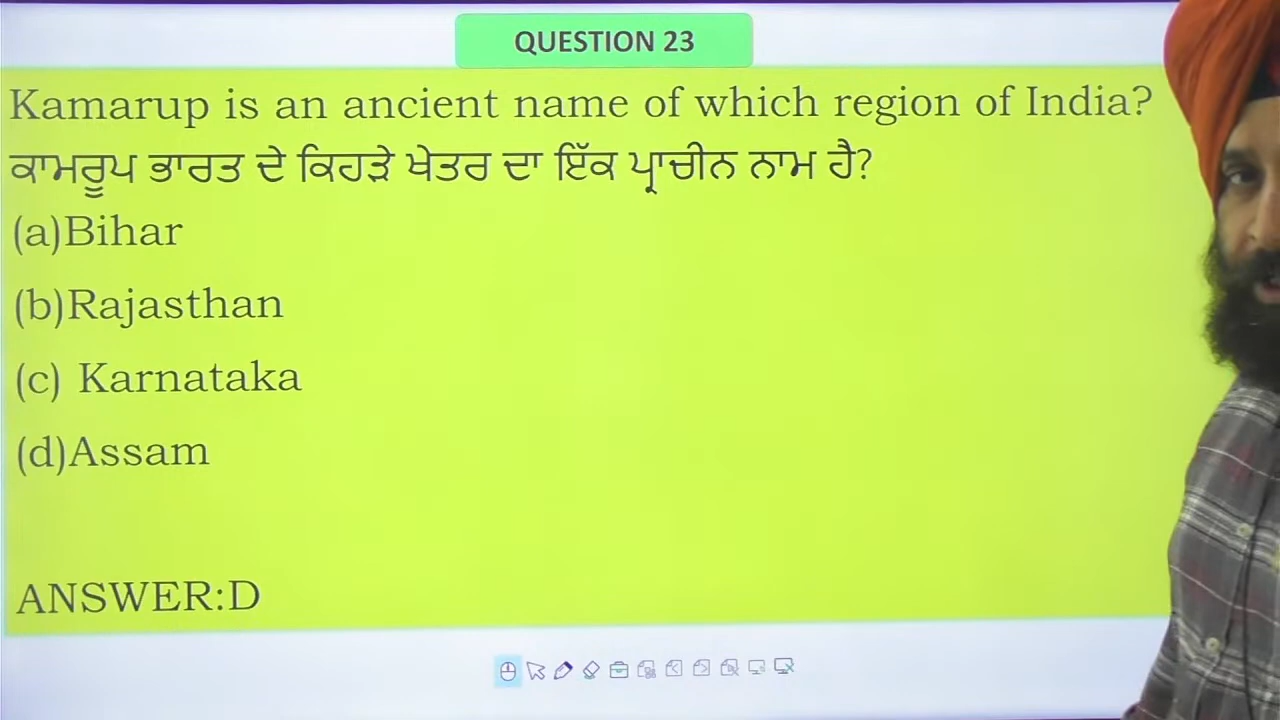 QUESTION 23
Kamarup is an ancient name of which region of India?
ਕਾਮਰੂਪ ਭਾਰਤ ਦੇ ਕਿਹੜੇ ਖੇਤਰ ਦਾ ਇੱਕ ਪ੍ਰਾਚੀਨ ਨਾਮ ਹੈ?
(a)Bihar
(b)Rajasthan
(c) Karnataka
(d)Assam
ANSWER:D